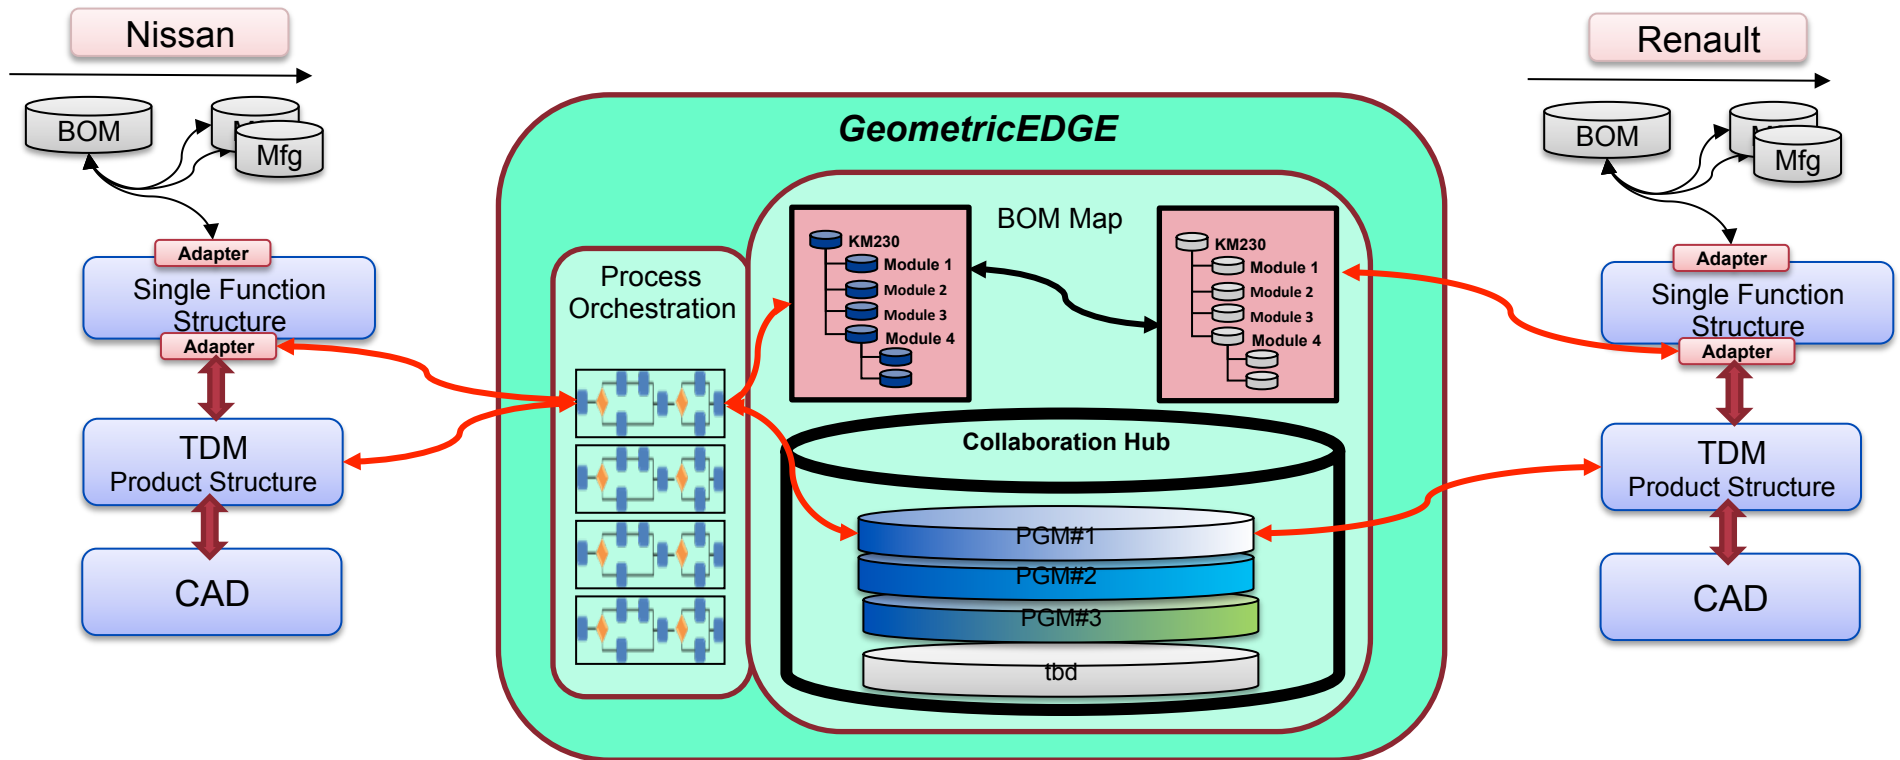 Nissan
BOM
Mfg
Adapter
Single Function
Structure
Adapter
TDM
Product Structure
CAD
GeometricEDGE
Process
Orchestration
BOM Map
KM230
Module 1
Module 2
Module 3
Module 4
KM230
Module 1
Module 2
Module 3
Module 4
Collaboration Hub
PGM#1
PGM#2
PGM#3
tbd
Renault
BOM
Mfg
Adapter
Single Function
Structure
Adapter
TDM
Product Structure
CAD